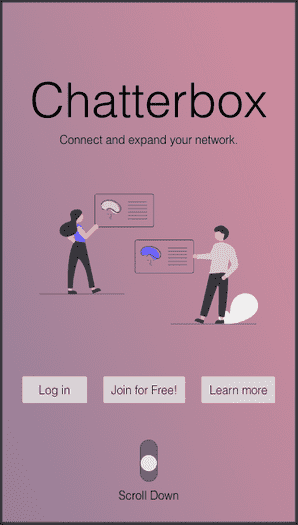 Chatterbox
Connect and expand your network.
Log in
Join for Free!
Learn more
Scroll Down